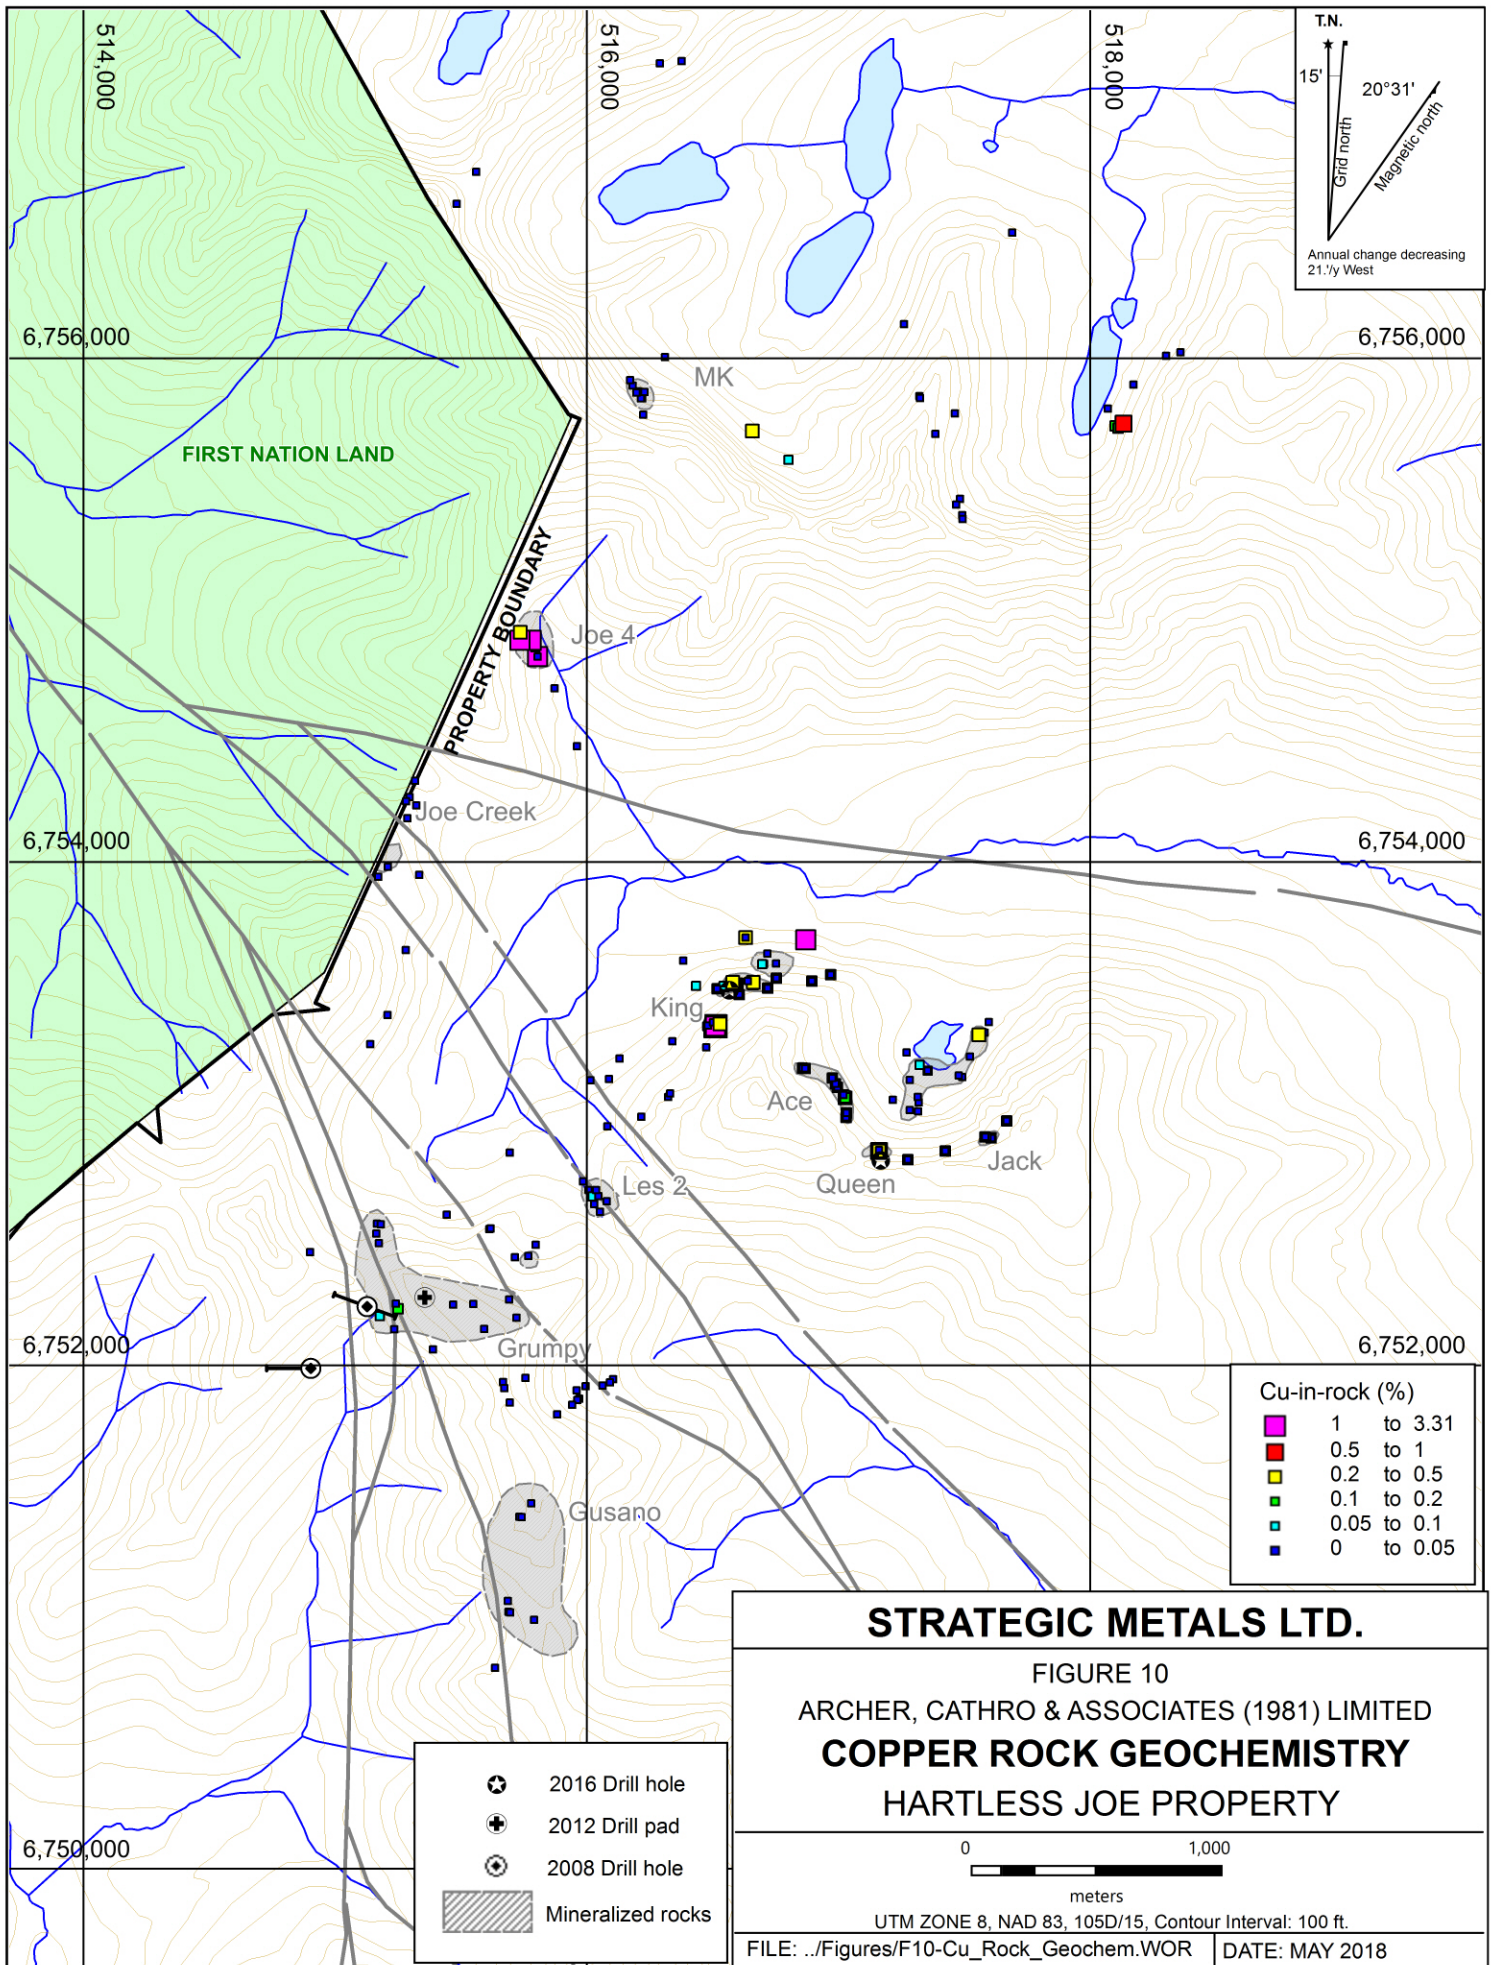 514,000
516,000
518,000
T.N.
15'
20°31'
Grid north
Magnetic north
Annual change decreasing
21.'/y West
6,756,000
6,756,000
MK
FIRST NATION LAND
PROPERTY BOUNDARY
Joe 4
Joe Creek
6,754,000
6,754,000
King
Ace
Jack
Queen
Les 2
Grumpy
6,752,000
6,752,000
Gusano
Cu-in-rock (%)
1 to 3.31
0.5 to 1
0.2 to 0.5
0.1 to 0.2
0.05 to 0.1
0 to 0.05
6,750,000
2016 Drill hole
2012 Drill pad
2008 Drill hole
Mineralized rocks
STRATEGIC METALS LTD.
FIGURE 10
ARCHER, CATHRO & ASSOCIATES (1981) LIMITED
COPPER ROCK GEOCHEMISTRY
HARTLESS JOE PROPERTY
0 1,000
meters
UTM ZONE 8, NAD 83, 105D/15, Contour Interval: 100 ft.
FILE: ../Figures/F10-Cu_Rock_Geochem.WOR DATE: MAY 2018